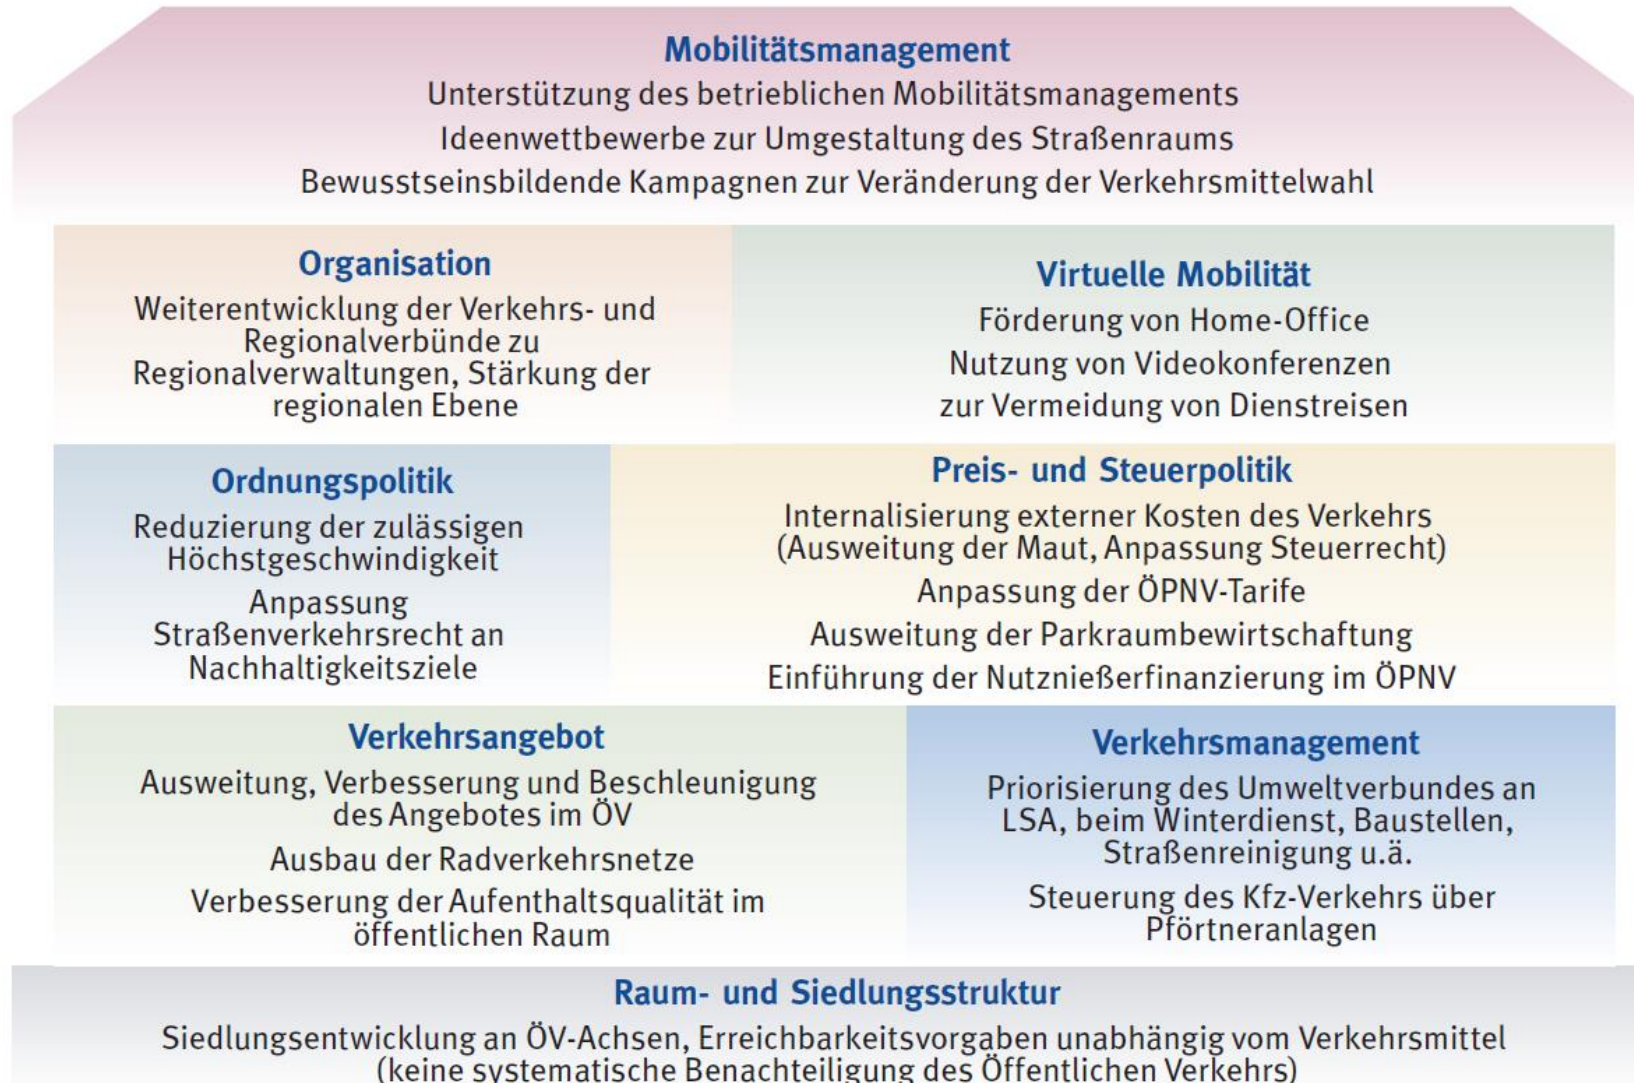 Mobilitätsmanagement
Unterstützung des betrieblichen Mobilitätsmanagements
Ideenwettbewerbe zur Umgestaltung des Straßenraums
Bewusstseinsbildende Kampagnen zur Veränderung der Verkehrsmittelwahl
Organisation
Weiterentwicklung der Verkehrs- und
Regionalverbünde zu
Regionalverwaltungen, Stärkung der
regionalen Ebene
Virtuelle Mobilität
Förderung von Home-Office
Nutzung von Videokonferenzen
zur Vermeidung von Dienstreisen
Ordnungspolitik
Reduzierung der zulässigen
Höchstgeschwindigkeit
Anpassung
Straßenverkehrsrecht an
Nachhaltigkeitsziele
Preis- und Steuerpolitik
Internalisierung externer Kosten des Verkehrs
(Ausweitung der Maut, Anpassung Steuerrecht)
Anpassung der ÖPNV-Tarife
Ausweitung der Parkraumbewirtschaftung
Einführung der Nutznießerfinanzierung im ÖPNV
Verkehrsangebot
Ausweitung, Verbesserung und Beschleunigung
des Angebotes im ÖV
Ausbau der Radverkehrsnetze
Verbesserung der Aufenthaltsqualität im
öffentlichen Raum
Verkehrsmanagement
Priorisierung des Umweltverbundes an
LSA, beim Winterdienst, Baustellen,
Straßenreinigung u.ä.
Steuerung des Kfz-Verkehrs über
Pförtneranlagen
Raum- und Siedlungsstruktur
Siedlungsentwicklung an ÖV-Achsen, Erreichbarkeitsvorgaben unabhängig vom Verkehrsmittel
(keine systematische Benachteiligung des Öffentlichen Verkehrs)